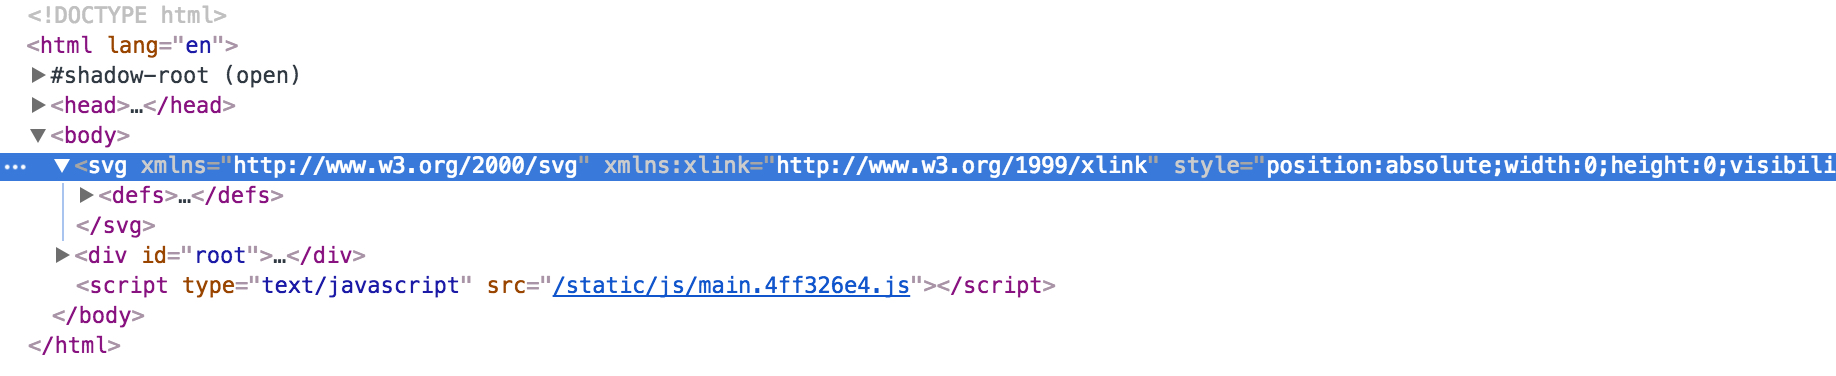 <!DOCTYPE html>
<html lang="en">
▶#shadow-root (open)
▶<head>…</head>
▼<body>
… ▼<svg xmlns="http://www.w3.org/2000/svg" xmlns:xlink="http://www.w3.org/1999/xlink" style="position:absolute;width:0;height:0;visibili
▶<defs>…</defs>
</svg>
▶<div id="root">…</div>
<script type="text/javascript" src="/static/js/main.4ff326e4.js"></script>
</body>
</html>